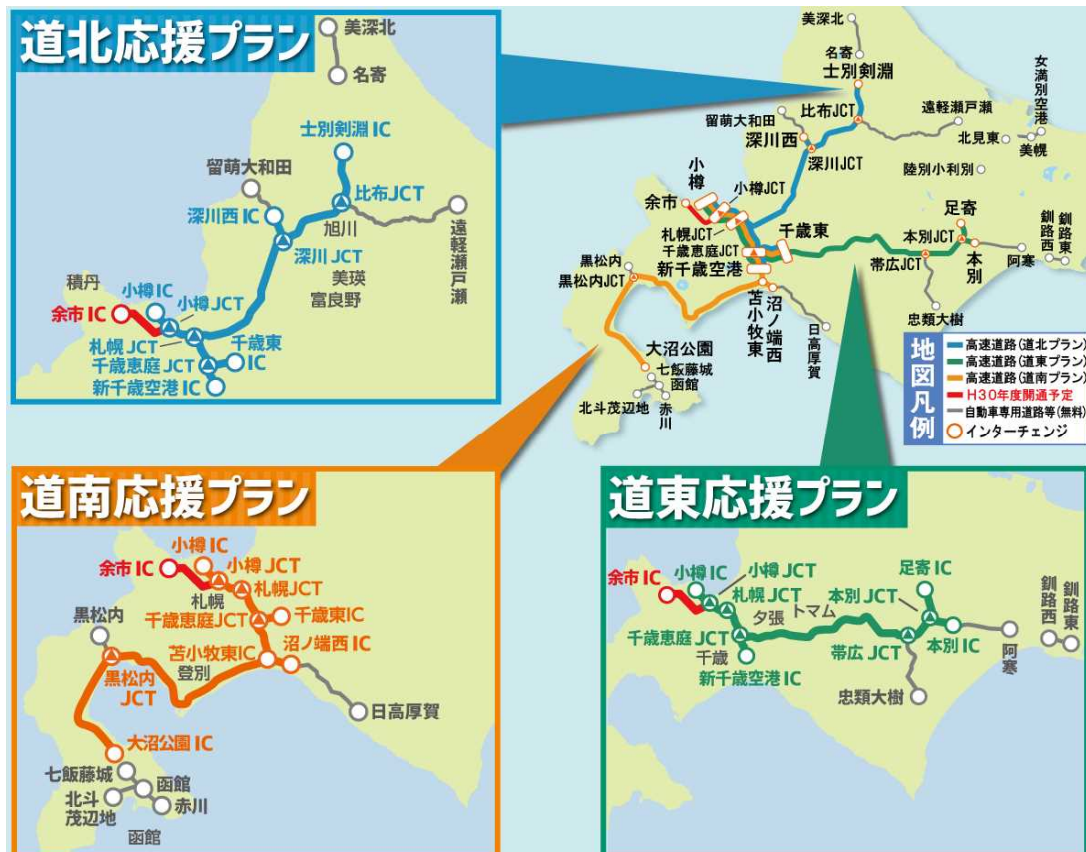 道北応援プラン
美深北
名寄
士別剣淵 IC
留萌大和田
比布JCT
深川西 IC
旭川
深川 JCT
遠軽瀬戸瀬
美瑛
富良野
積丹
小樽 IC
小樽 JCT
余市 IC
札幌 JCT
千歳東
IC
千歳恵庭 JCT
新千歳空港 IC
美深北
名寄
士別剣淵
女満別空港
比布JCT
遠軽瀬戸瀬
留萌大和田
深川西
北見東
深川JCT
美幌
陸別小利別
小樽
小樽JCT
余市
足寄
札幌JCT
千歳東
本別JCT
釧路西
釧路東
千歳恵庭JCT
黒松内
新千歳空港
帯広JCT
本別
阿寒
黒松内JCT
苫小牧東
沼ノ端西
日高厚賀
忠類大樹
大沼公園
七飯藤城
函館
北斗茂辺地
赤川
地図凡例
高速道路(道北プラン)
高速道路(道東プラン)
高速道路(道南プラン)
H30年度開通予定
自動車専用道路等(無料)
インターチェンジ
道南応援プラン
小樽 IC
余市 IC
小樽 JCT
札幌JCT
札幌
黒松内
千歳恵庭JCT
千歳東IC
苫小牧東IC
沼ノ端西 IC
登別
黒松内
JCT
日高厚賀
大沼公園 IC
七飯藤城
函館
北斗
茂辺地
赤川
函館
道東応援プラン
小樽 IC
小樽 JCT
足寄 IC
余市 IC
札幌 JCT
本別 JCT
釧路西
釧路東
夕張
トマム
千歳恵庭 JCT
千歳
帯広 JCT
本別 IC
阿寒
新千歳空港 IC
忠類大樹